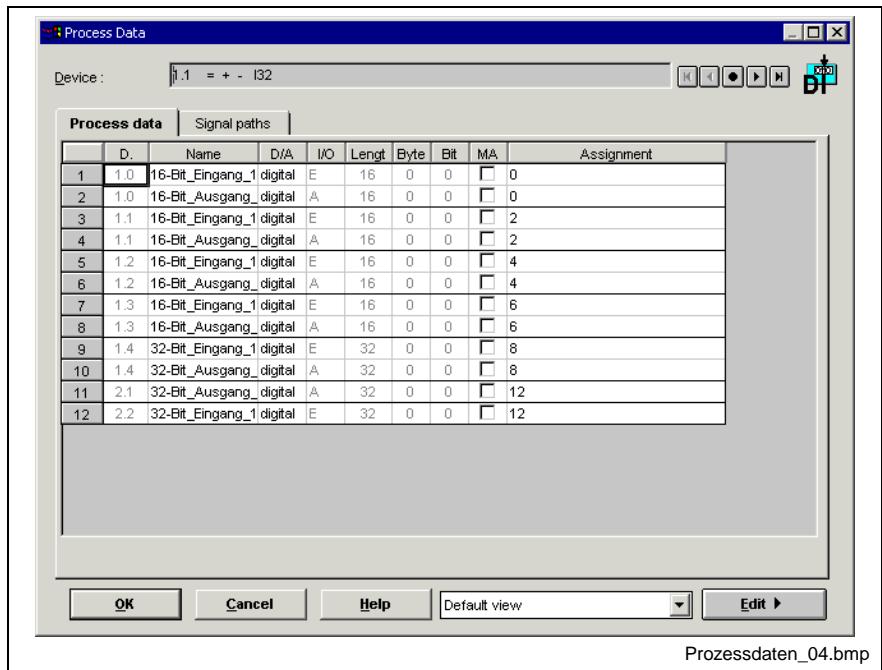 Process Data
Device : 1.1 = + - I32
DI
Process data Signal paths
D. Name D/A I/O Lengt Byte Bit MA Assignment
1 1.0 16-Bit_Eingang_1 digital E 16 0 0 0
2 1.0 16-Bit_Ausgang_ digital A 16 0 0 0
3 1.1 16-Bit_Eingang_1 digital E 16 0 0 2
4 1.1 16-Bit_Ausgang_ digital A 16 0 0 2
5 1.2 16-Bit_Eingang_1 digital E 16 0 0 4
6 1.2 16-Bit_Ausgang_ digital A 16 0 0 4
7 1.3 16-Bit_Eingang_1 digital E 16 0 0 6
8 1.3 16-Bit_Ausgang_ digital A 16 0 0 6
9 1.4 32-Bit_Eingang_1 digital E 32 0 0 8
10 1.4 32-Bit_Ausgang_ digital A 32 0 0 8
11 2.1 32-Bit_Ausgang_ digital A 32 0 0 12
12 2.2 32-Bit_Eingang_1 digital E 32 0 0 12
OK Cancel Help Default view Edit
Prozessdaten_04.bmp